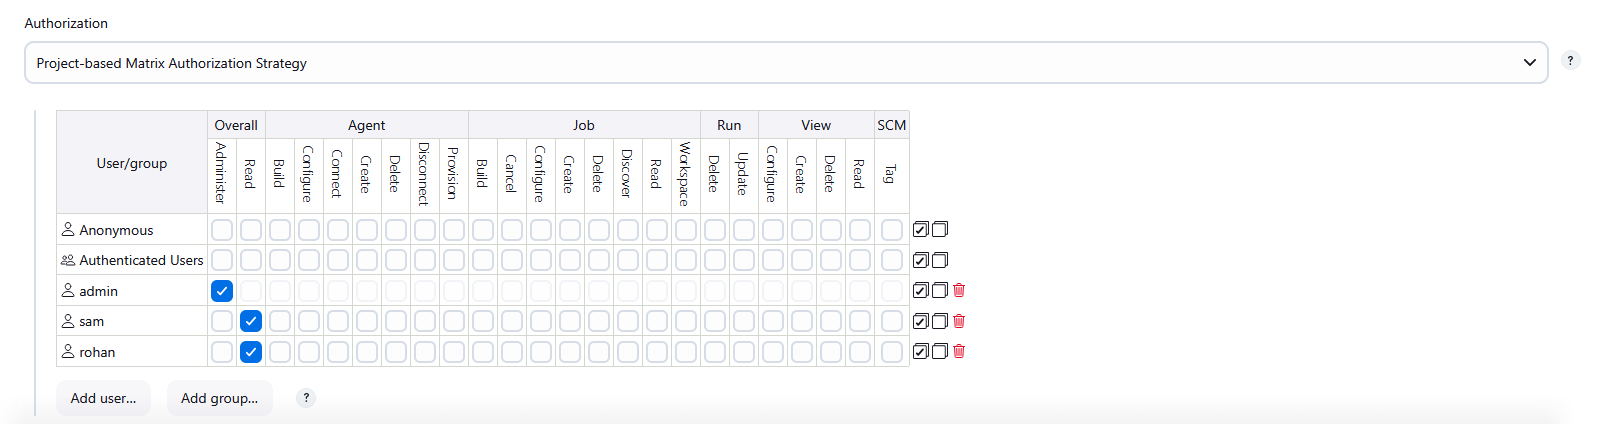 Authorization
Project-based Matrix Authorization Strategy
?
User/group Overall Agent Job Run View SCM
Administer Read Build Configure Connect Create Delete Disconnect Provision Build Cancel Configure Create Delete Discover Read Workspace Delete Update Configure Create Delete Read Tag
Anonymous
Authenticated Users
admin
sam
rohan
Add user... Add group... ?